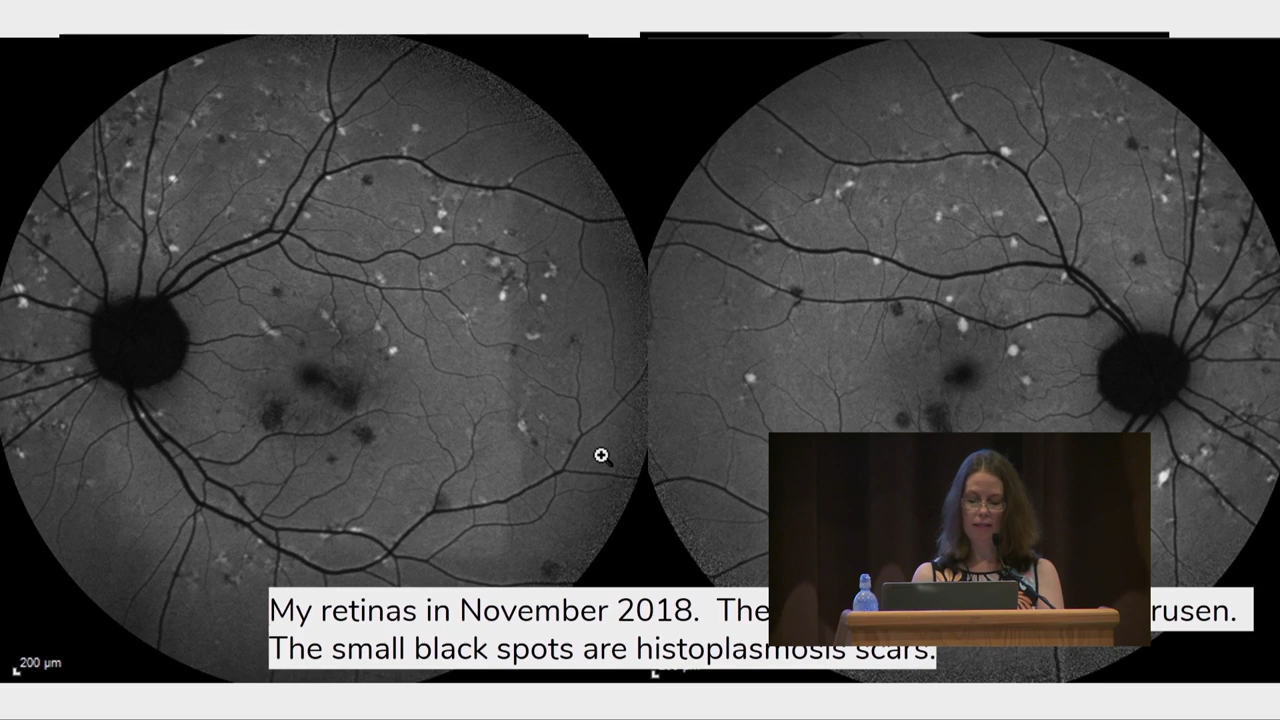 My retinas in November 2018. The rusen.
The small black spots are histoplasmosis scars.
200 µm